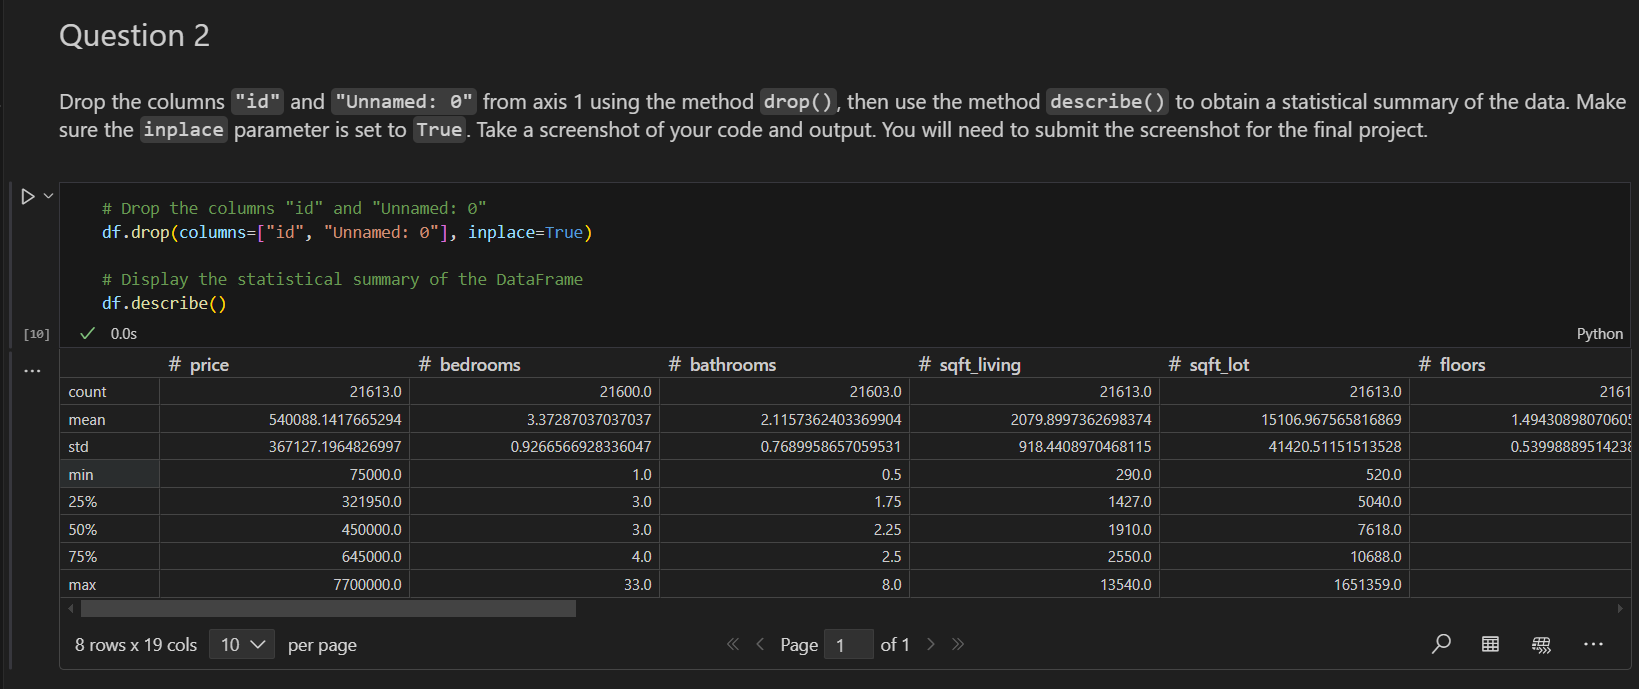 Question 2
Drop the columns "id" and "Unnamed: 0" from axis 1 using the method drop(), then use the method describe() to obtain a statistical summary of the data. Make
sure the inplace parameter is set to True. Take a screenshot of your code and output. You will need to submit the screenshot for the final project.
# Drop the columns "id" and "Unnamed: 0"
df.drop(columns=["id", "Unnamed: 0"], inplace=True)
# Display the statistical summary of the DataFrame
df.describe()
[10] 0.0s Python
# price # bedrooms # bathrooms # sqft_living # sqft_lot # floors
count 21613.0 21600.0 21603.0 21613.0 21613.0 2161
mean 540088.1417665294 3.37287037037037 2.1157362403369904 2079.8997362698374 15106.967565816869 1.49430898070605
std 367127.1964826997 0.9266566928336047 0.7689958657059531 918.4408970468115 41420.51151513528 0.53998889514238
min 75000.0 1.0 0.5 290.0 520.0
25% 321950.0 3.0 1.75 1427.0 5040.0
50% 450000.0 3.0 2.25 1910.0 7618.0
75% 645000.0 4.0 2.5 2550.0 10688.0
max 7700000.0 33.0 8.0 13540.0 1651359.0
8 rows x 19 cols 10 per page Page 1 of 1